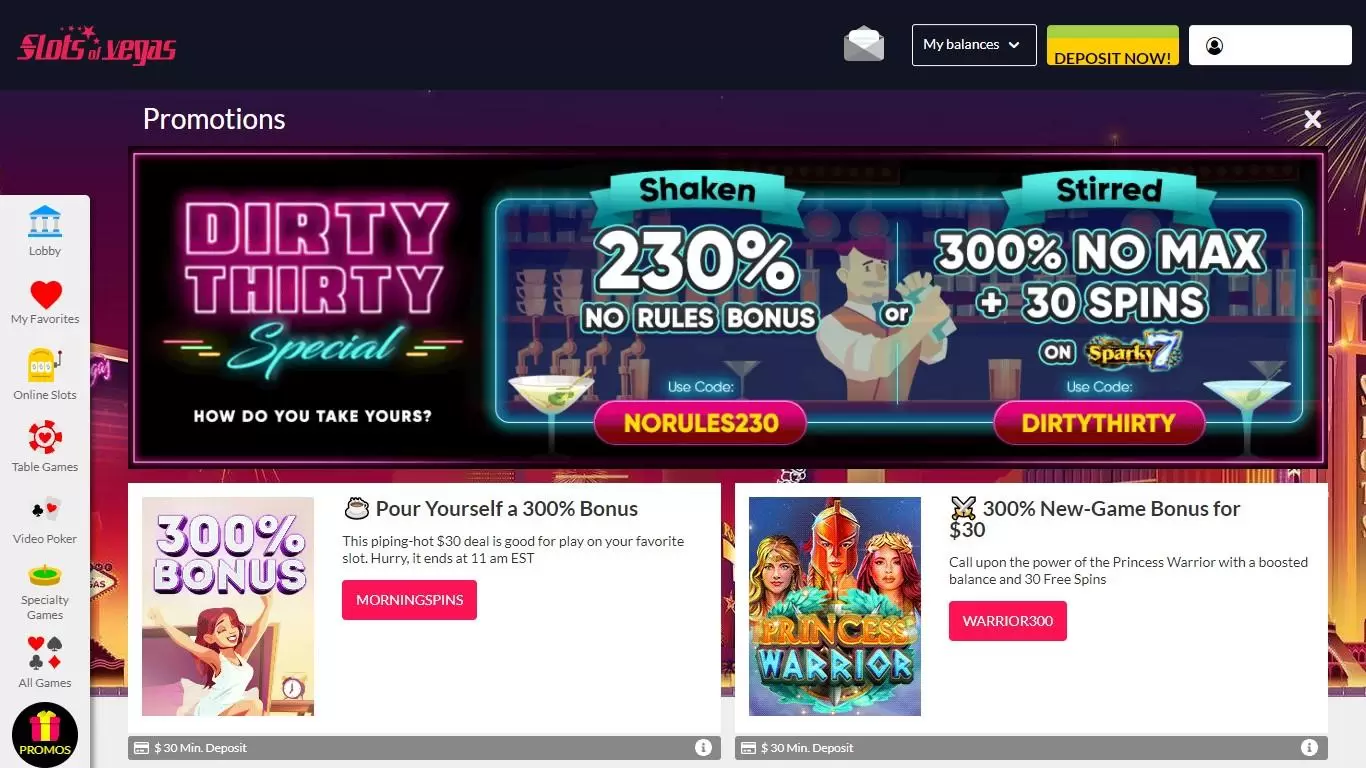 Slots of Vegas
My balances
DEPOSIT NOW!
Promotions
DIRTY
THIRTY
Special
HOW DO YOU TAKE YOURS?
Shaken
230%
NO RULES BONUS
Use Code:
NORULES230
or
Stirred
300% NO MAX
+ 30 SPINS
ON Sparky 7
Use Code:
DIRTYTHIRTY
Lobby
My Favorites
Online Slots
Table Games
Video Poker
Specialty
Games
All Games
PROMOS
300%
BONUS
Pour Yourself a 300% Bonus
This piping-hot $30 deal is good for play on your favorite
slot. Hurry, it ends at 11 am EST
MORNINGSPINS
$ 30 Min. Deposit
PRINCESS
WARRIOR
300% New-Game Bonus for
$30
Call upon the power of the Princess Warrior with a boosted
balance and 30 Free Spins
WARRIOR300
$ 30 Min. Deposit